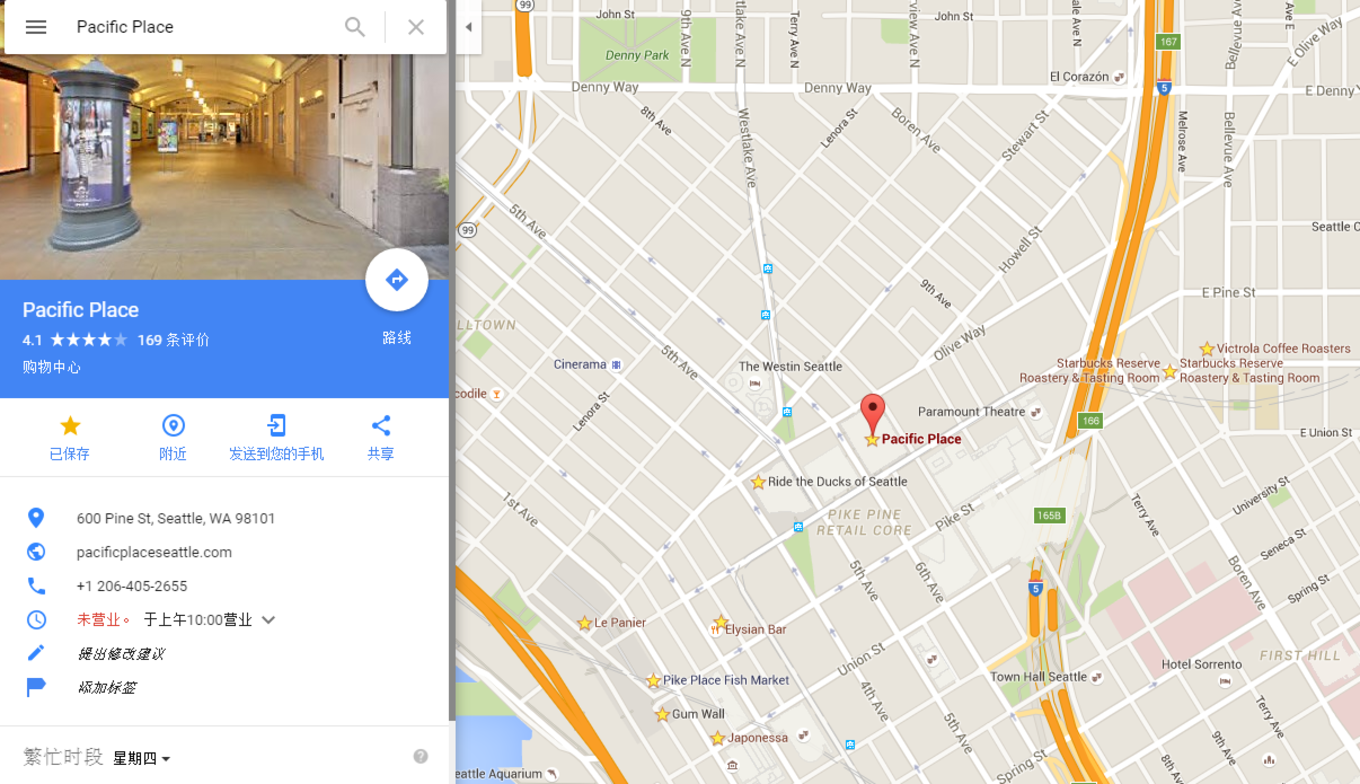 Pacific Place
Pacific Place
4.1 169 条评价
购物中心
路线
已保存
附近
发送到您的手机
共享
600 Pine St, Seattle, WA 98101
pacificplaceseattle.com
+1 206-405-2655
未营业。 于上午10:00营业
提出修改建议
添加标签
繁忙时段 星期四
?
99
John St
9th Ave N
Terry Ave N
John St
167
E Olive Way
Denny Park
El Corazón
5
Denny Way
Denny Way
E Denny
8th Ave
Lenora St
Boren Ave
Stewart St
Melrose Ave
Bellevue Ave
Westlake Ave
5th Ave
99
Howell St
Seattle C
9th Ave
E Pine St
LLTOWN
Olive Way
Cinerama
5th Ave
The Westin Seattle
Victrola Coffee Roasters
Starbucks Reserve
Roastery & Tasting Room
Starbucks Reserve
Roastery & Tasting Room
codile
Lenora St
Paramount Theatre
166
Pacific Place
E Union St
Ride the Ducks of Seattle
1st Ave
PIKE PINE
RETAIL CORE
Pike St
165B
Terry Ave
University St
Seneca St
5th Ave
6th Ave
5
Boren Ave
Spring St
Le Panier
Elysian Bar
Union St
Town Hall Seattle
Hotel Sorrento
FIRST HILL
Pike Place Fish Market
4th Ave
Gum Wall
Japonessa
5th Ave
9th Ave
Terry Ave
8th Ave
Spring St
eattle Aquarium